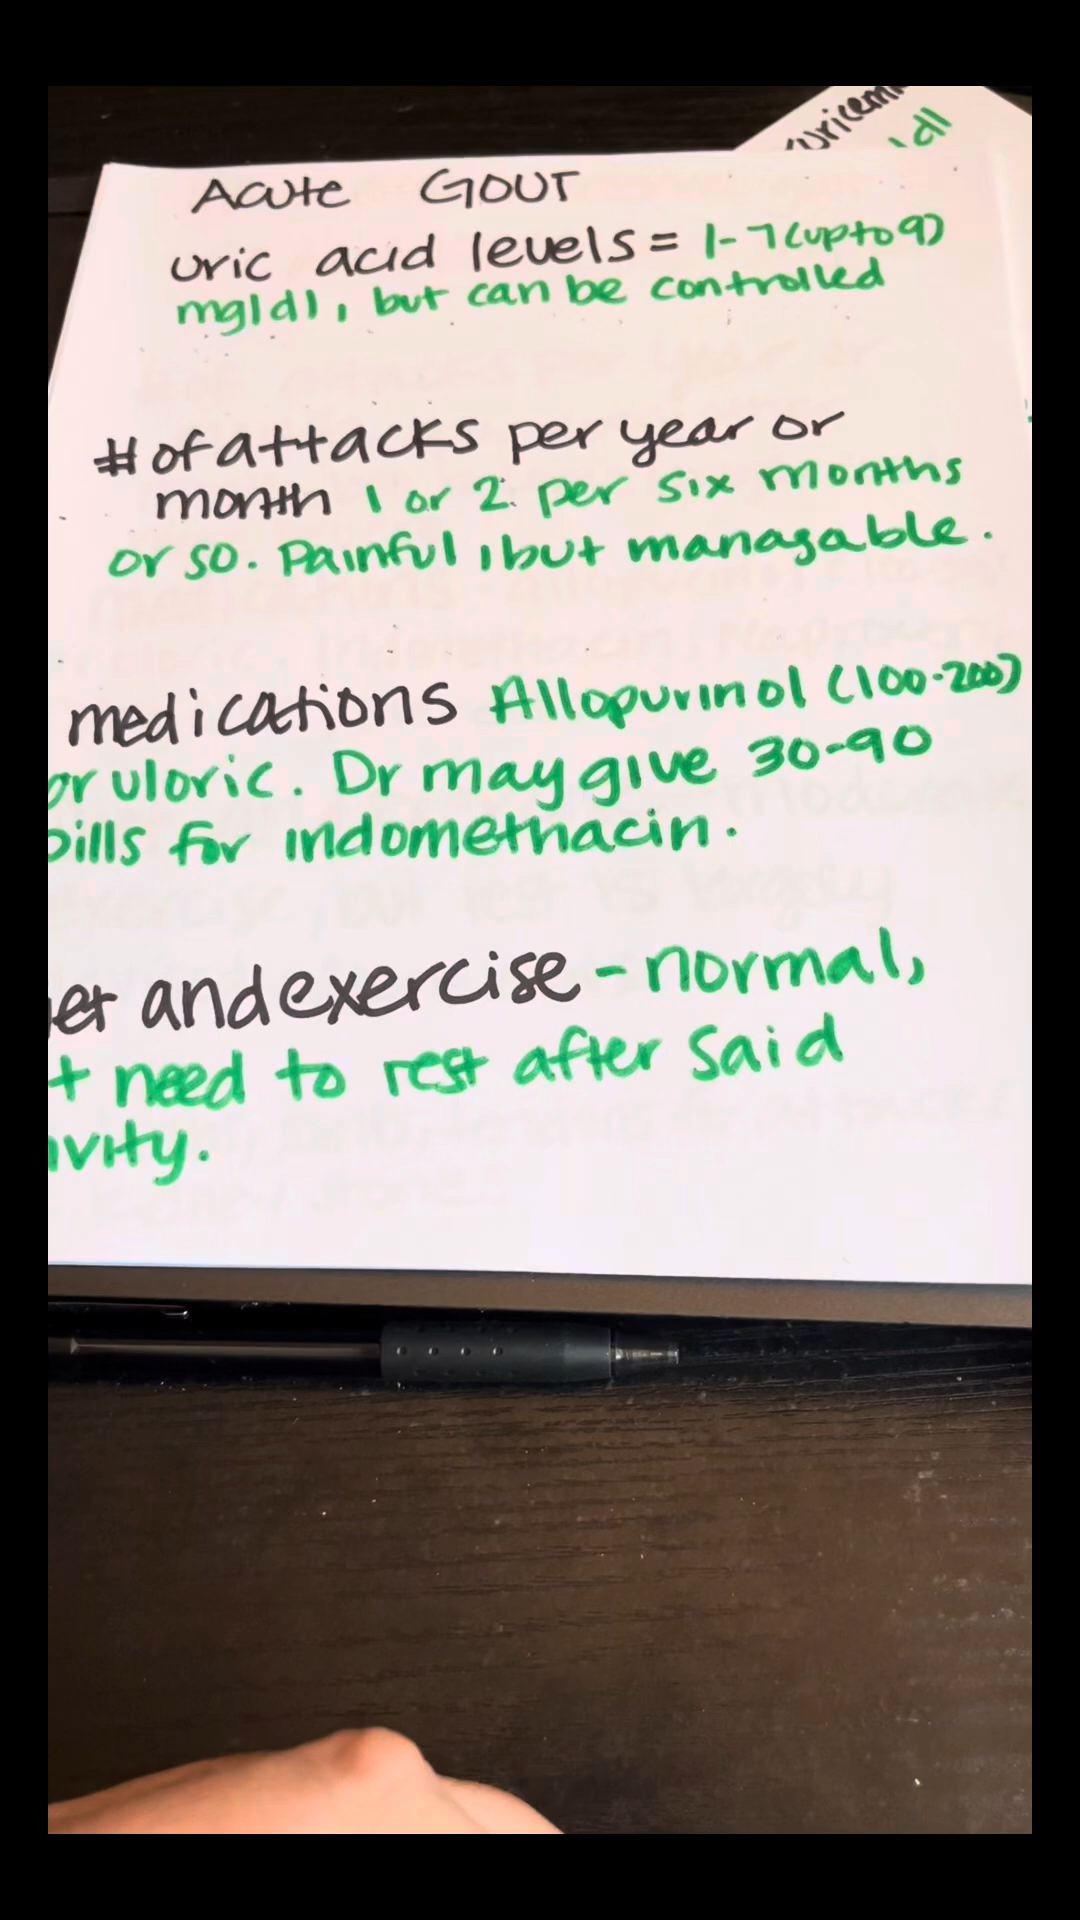 Acute GOUT
uric acid levels = 1-7 (up to 9)
mg/dl, but can be controlled
# of attacks per year or
month 1 or 2. per six months
or so. Painful, but managable.
medications Allopurinol (100-200)
or uloric. Dr may give 30-90
pills for indomethacin.
and exercise - normal,
need to rest after said